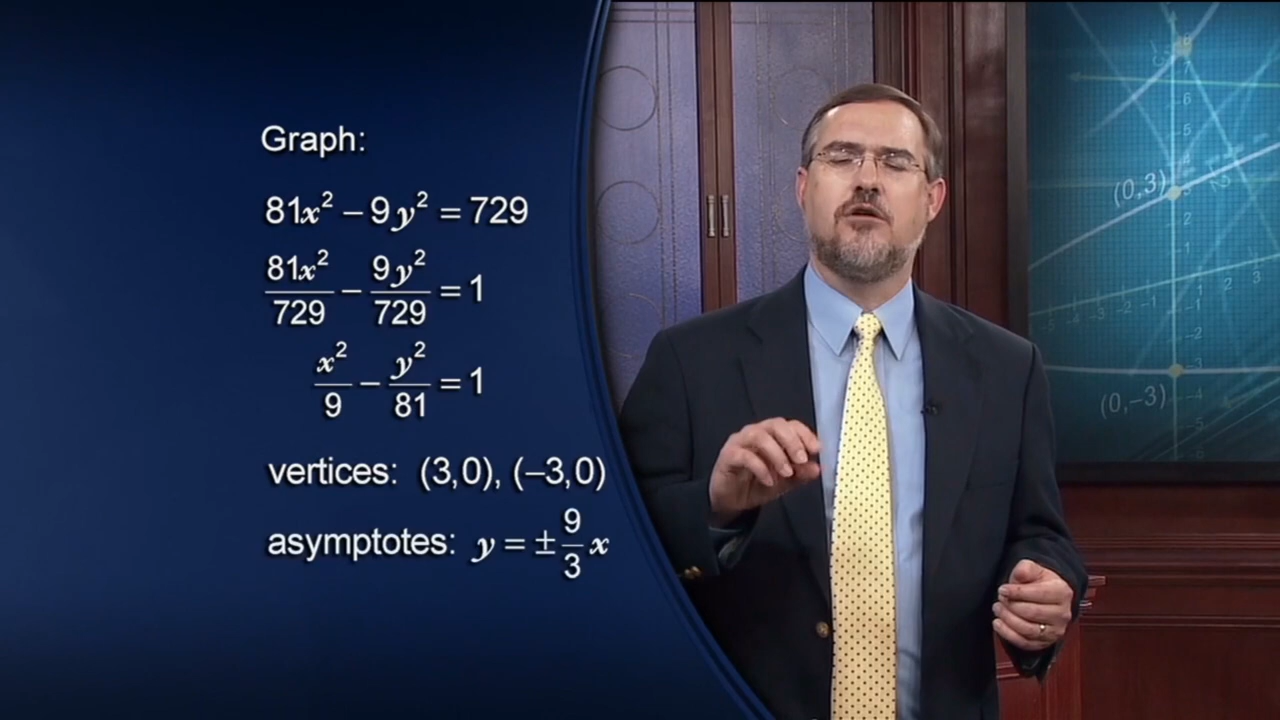 Graph:
81x² − 9y² = 729
81x²/729 − 9y²/729 = 1
x²/9 − y²/81 = 1
vertices: (3,0), (−3,0)
asymptotes: y = ± 9/3 x
(0,3)
(0,−3)